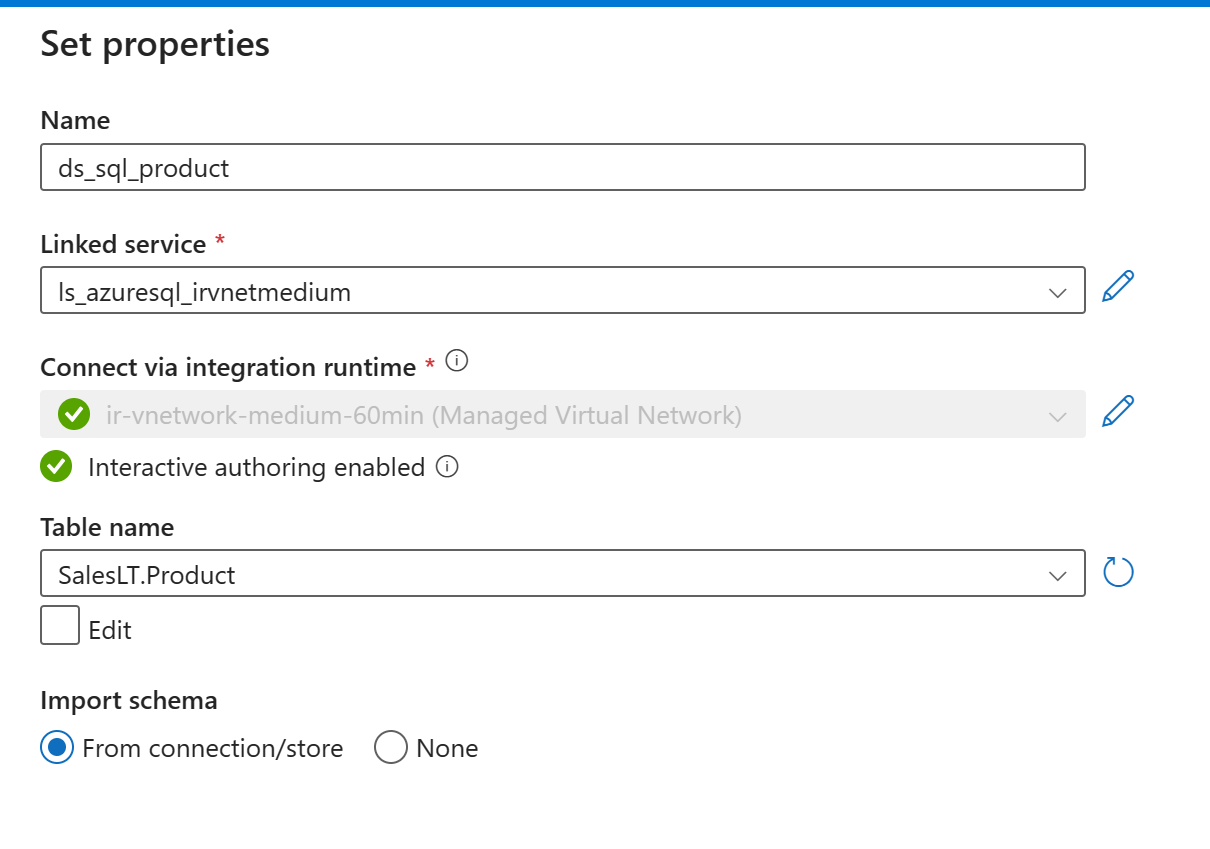 Set properties
Name
ds_sql_product
Linked service *
ls_azuresql_irvnetmedium
Connect via integration runtime *
ir-vnetwork-medium-60min (Managed Virtual Network)
Interactive authoring enabled
Table name
SalesLT.Product
Edit
Import schema
From connection/store None